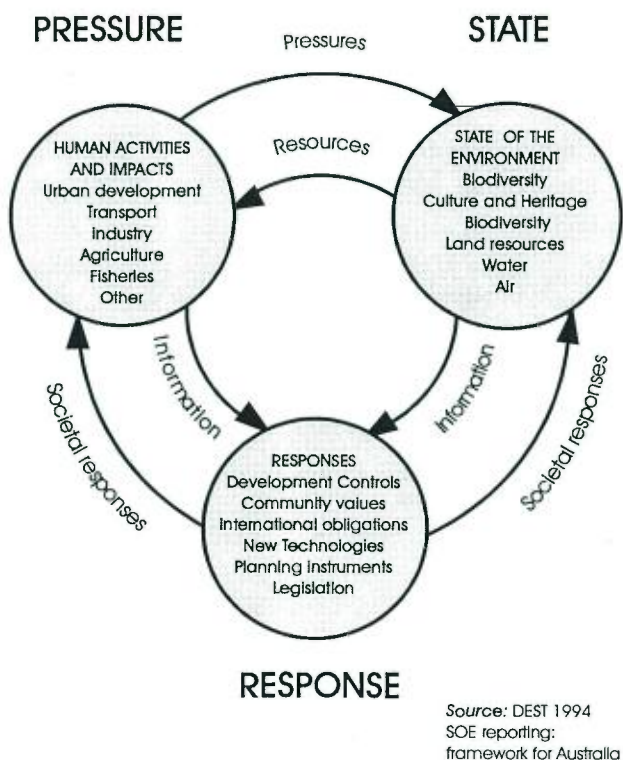 PRESSURE
STATE
Pressures
Resources
HUMAN ACTIVITIES
AND IMPACTS
Urban development
Transport
Industry
Agriculture
Fisheries
Other
STATE OF THE
ENVIRONMENT
Biodiversity
Culture and Heritage
Biodiversity
Land resources
Water
Air
Information
Information
Societal responses
Societal responses
RESPONSES
Development Controls
Community values
International obligations
New Technologies
Planning Instruments
Legislation
RESPONSE
Source: DEST 1994
SOE reporting:
framework for Australia